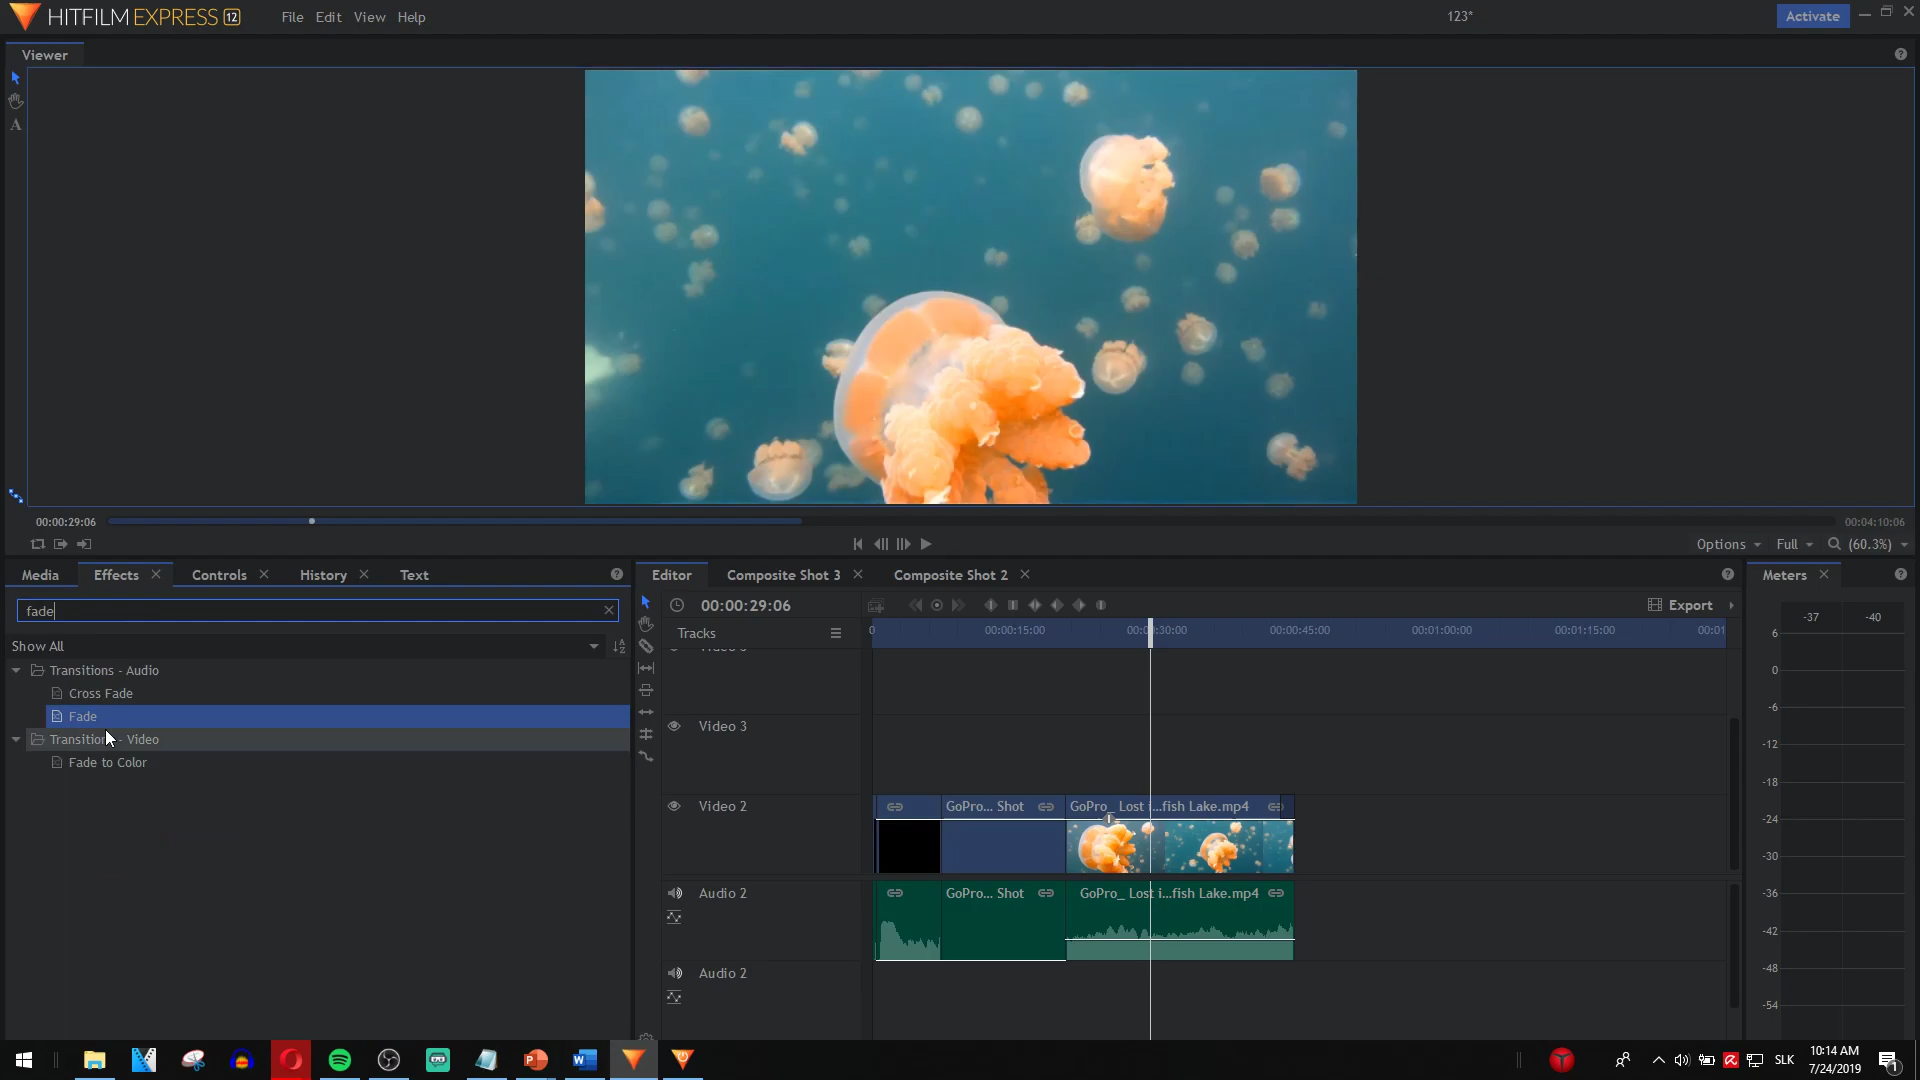 HITFILM EXPRESS 12
File Edit View Help
123*
Activate
Viewer
A
00:00:29:06
00:04:10:06
Options Full (60.3%)
Media Effects Controls History Text
fade
Show All
Transitions - Audio
Cross Fade
Fade
Transition - Video
Fade to Color
Editor Composite Shot 3 Composite Shot 2
00:00:29:06
Export
Tracks
0 00:00:15:00 00:00:30:00 00:00:45:00 00:01:00:00 00:01:15:00 00:01
Video 3
Video 2
GoPro... Shot GoPro_ Lost i...fish Lake.mp4
Audio 2
GoPro... Shot GoPro_ Lost i...fish Lake.mp4
Audio 2
Meters
-37 -40
6
0
-6
-12
-18
-24
-30
-36
-42
-48
-54
SLK
10:14 AM
7/24/2019
1